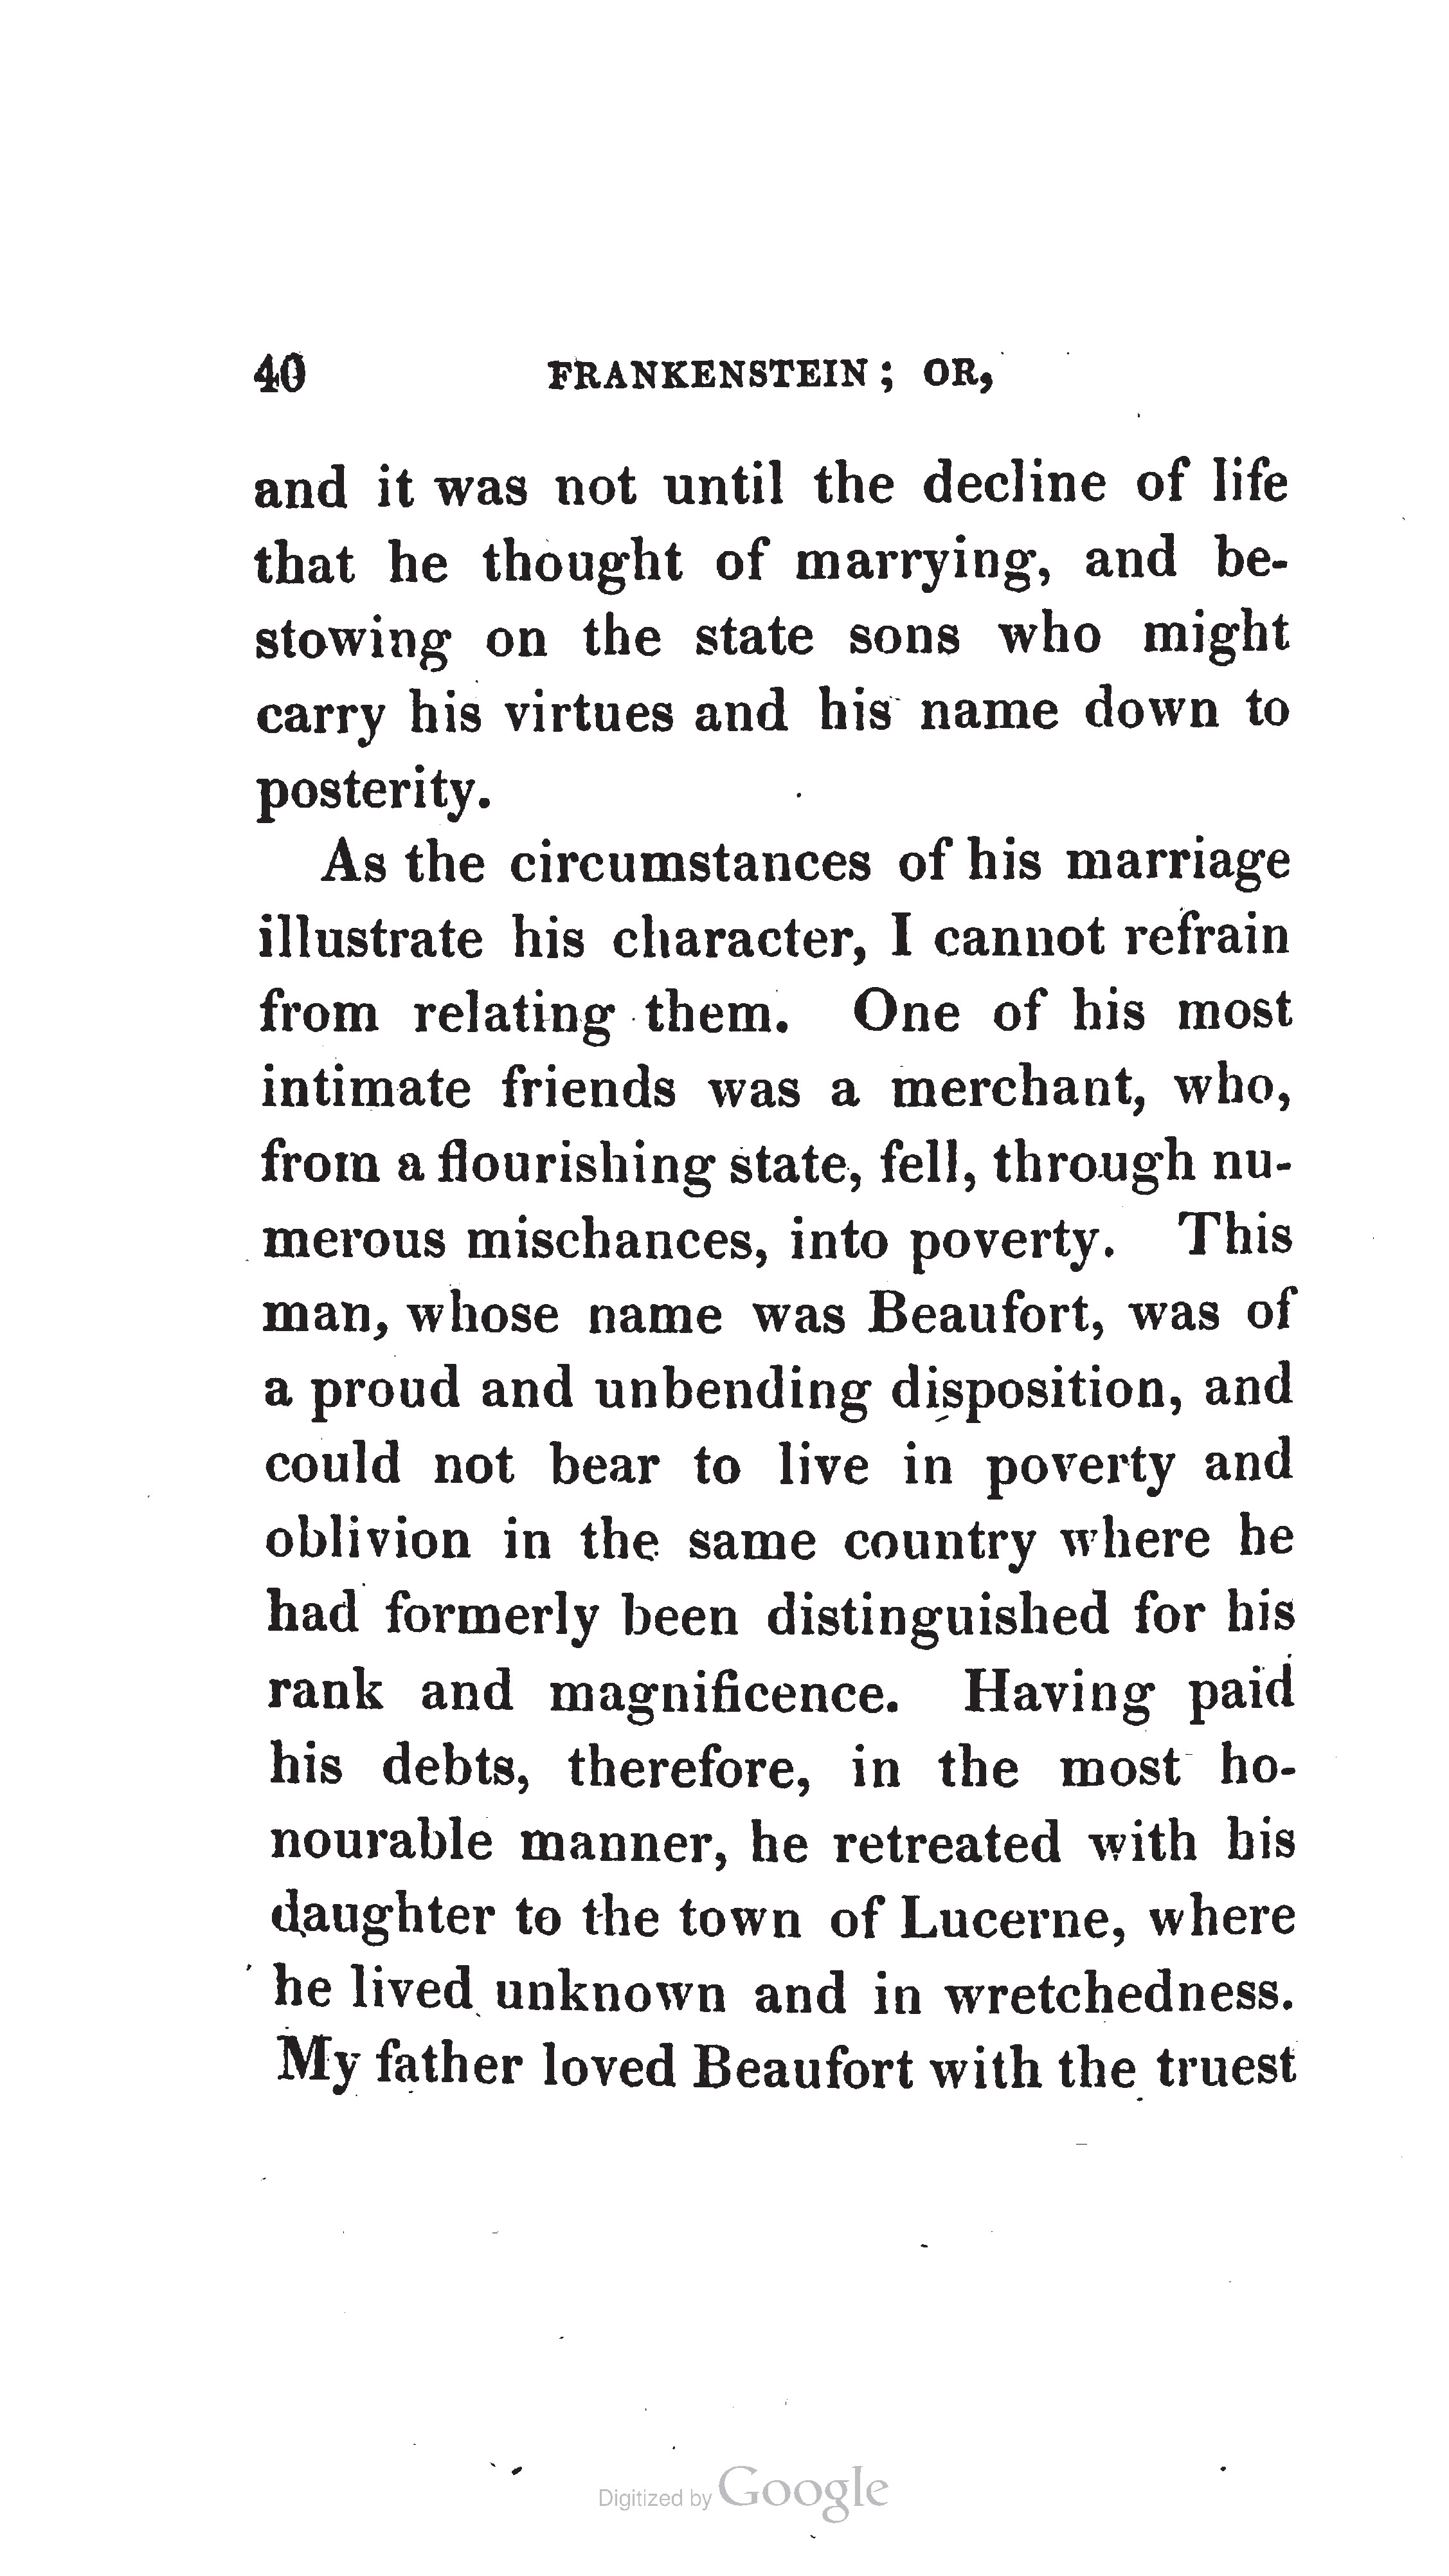 40 FRANKENSTEIN; OR,
and it was not until the decline of life
that he thought of marrying, and be-
stowing on the state sons who might
carry his virtues and his name down to
posterity.
As the circumstances of his marriage
illustrate his character, I cannot refrain
from relating them. One of his most
intimate friends was a merchant, who,
from a flourishing state, fell, through nu-
merous mischances, into poverty. This
man, whose name was Beaufort, was of
a proud and unbending disposition, and
could not bear to live in poverty and
oblivion in the same country where he
had formerly been distinguished for his
rank and magnificence. Having paid
his debts, therefore, in the most ho-
nourable manner, he retreated with his
daughter to the town of Lucerne, where
he lived unknown and in wretchedness.
My father loved Beaufort with the truest
Digitized by Google